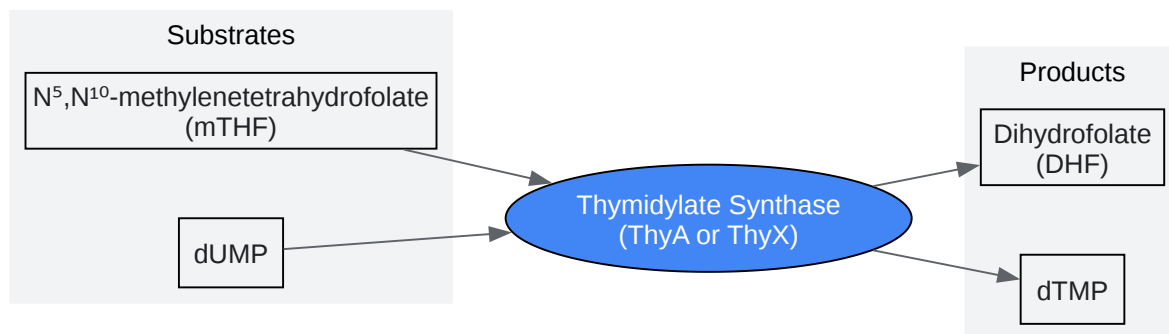 Substrates
N⁵,N¹⁰-methylenetetrahydrofolate
(mTHF)
dUMP
Thymidylate Synthase
(ThyA or ThyX)
Products
Dihydrofolate
(DHF)
dTMP